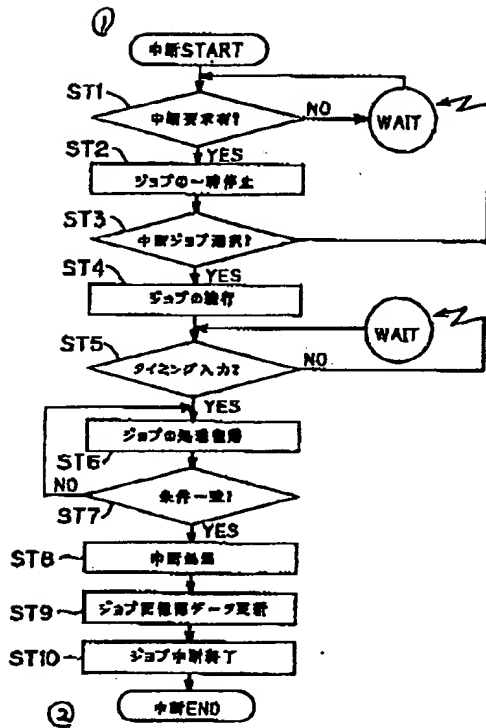 ①
中断START
ST1
中断要求有?
NO
WAIT
YES
ST2
ジョブの一時停止
ST3
中断ジョブ選択?
YES
ST4
ジョブの続行
WAIT
ST5
タイミング入力?
NO
YES
ジョブの処理
ST6
NO
条件一致?
ST7
YES
ST8
中断処理
ST9
ジョブ データ更新
ST10
ジョブ中断終了
②
中断END